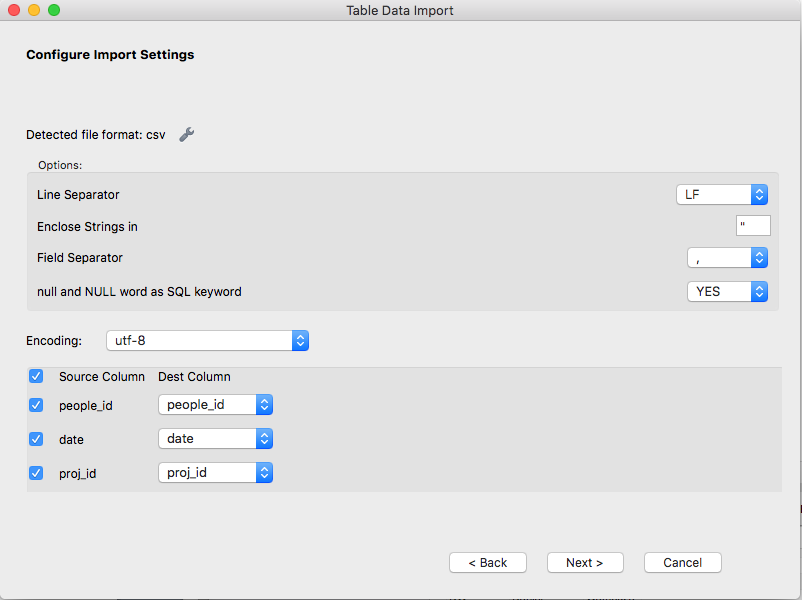 Table Data Import
Configure Import Settings
Detected file format: csv
Options:
Line Separator LF
Enclose Strings in "
Field Separator ,
null and NULL word as SQL keyword YES
Encoding: utf-8
Source Column Dest Column
people_id people_id
date date
proj_id proj_id
< Back Next > Cancel